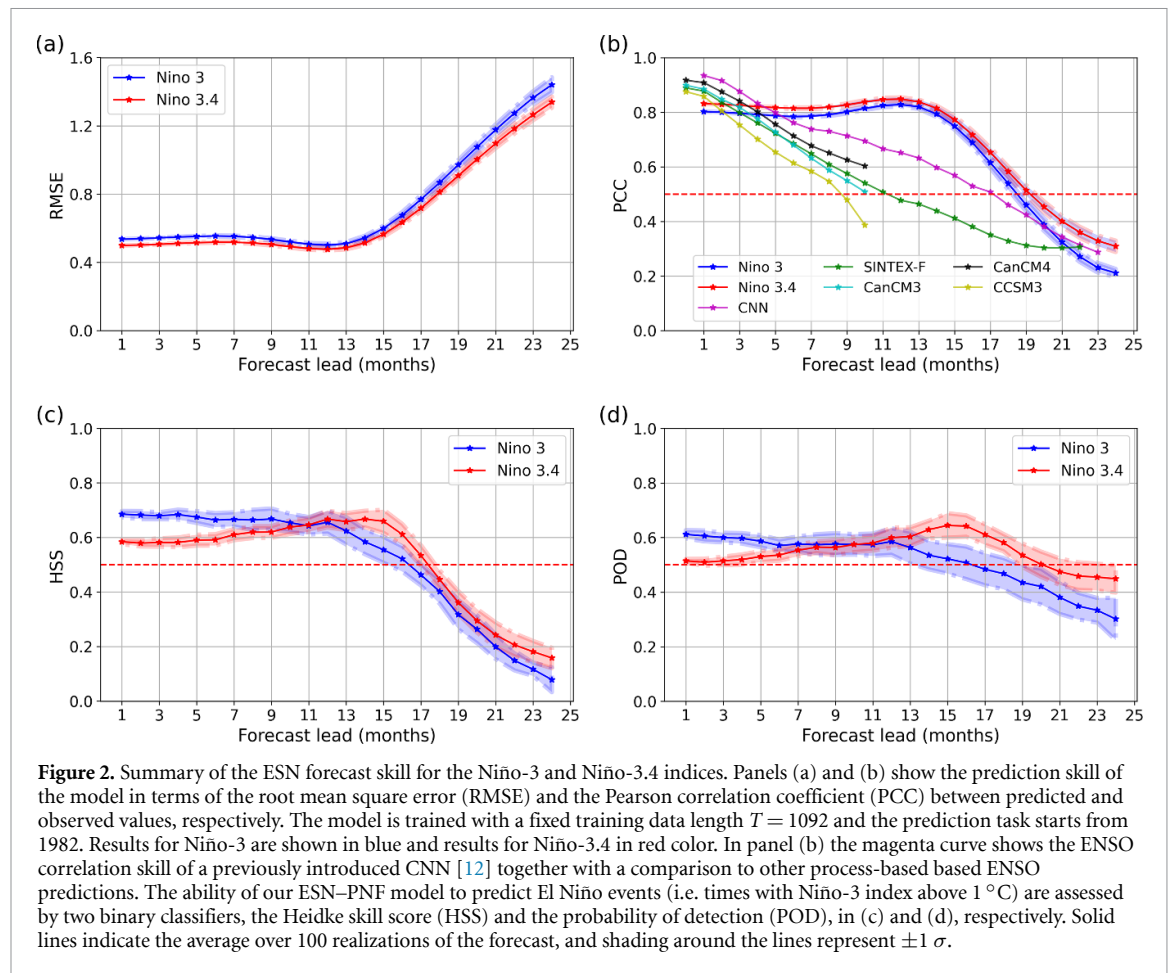 (a)
1.6
1.2
0.8
0.4
0.0
RMSE
Nino 3
Nino 3.4
1 3 5 7 9 11 13 15 17 19 21 23 25
Forecast lead (months)
(b)
1.0
0.8
0.6
0.4
0.2
0.0
PCC
Nino 3
Nino 3.4
CNN
SINTEX-F
CanCM3
CanCM4
CCSM3
1 3 5 7 9 11 13 15 17 19 21 23 25
Forecast lead (months)
(c)
1.0
0.8
0.6
0.4
0.2
0.0
HSS
Nino 3
Nino 3.4
1 3 5 7 9 11 13 15 17 19 21 23 25
Forecast lead (months)
(d)
1.0
0.8
0.6
0.4
0.2
0.0
POD
Nino 3
Nino 3.4
1 3 5 7 9 11 13 15 17 19 21 23 25
Forecast lead (months)
Figure 2. Summary of the ESN forecast skill for the Niño-3 and Niño-3.4 indices. Panels (a) and (b) show the prediction skill of
the model in terms of the root mean square error (RMSE) and the Pearson correlation coefficient (PCC) between predicted and
observed values, respectively. The model is trained with a fixed training data length T = 1092 and the prediction task starts from
1982. Results for Niño-3 are shown in blue and results for Niño-3.4 in red color. In panel (b) the magenta curve shows the ENSO
correlation skill of a previously introduced CNN [12] together with a comparison to other process-based based ENSO
predictions. The ability of our ESN–PNF model to predict El Niño events (i.e. times with Niño-3 index above 1 °C) are assessed
by two binary classifiers, the Heidke skill score (HSS) and the probability of detection (POD), in (c) and (d), respectively. Solid
lines indicate the average over 100 realizations of the forecast, and shading around the lines represent ±1 σ.